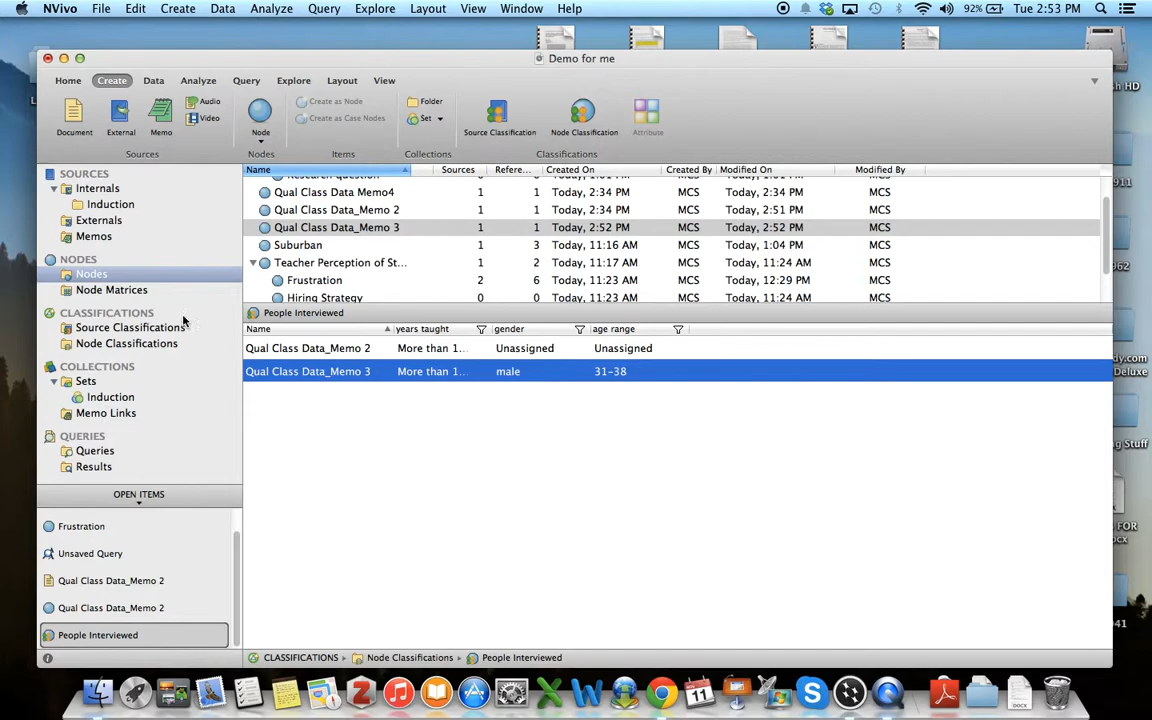 NVivo File Edit Create Data Analyze Query Explore Layout View Window Help 92% Tue 2:53 PM
Demo for me
Home Create Data Analyze Query Explore Layout View
Document External Memo Audio Video Node Create as Node Create as Case Nodes Folder Set Source Classification Node Classification Attribute
Sources Nodes Items Collections Classifications
SOURCES
Internals
Induction
Externals
Memos
NODES
Nodes
Node Matrices
CLASSIFICATIONS
Source Classifications
Node Classifications
COLLECTIONS
Sets
Induction
Memo Links
QUERIES
Queries
Results
OPEN ITEMS
Frustration
Unsaved Query
Qual Class Data_Memo 2
Qual Class Data_Memo 2
People Interviewed
Name Sources Refere... Created On Created By Modified On Modified By
Qual Class Data Memo4 1 1 Today, 2:34 PM MCS Today, 2:34 PM MCS
Qual Class Data_Memo 2 1 1 Today, 2:34 PM MCS Today, 2:51 PM MCS
Qual Class Data_Memo 3 1 1 Today, 2:52 PM MCS Today, 2:52 PM MCS
Suburban 1 3 Today, 11:16 AM MCS Today, 1:04 PM MCS
Teacher Perception of St... 1 2 Today, 11:17 AM MCS Today, 11:24 AM MCS
Frustration 2 6 Today, 11:23 AM MCS Today, 12:29 PM MCS
Hiring Strategy 0 0 Today, 11:23 AM MCS Today, 11:24 AM MCS
People Interviewed
Name years taught gender age range
Qual Class Data_Memo 2 More than 1... Unassigned Unassigned
Qual Class Data_Memo 3 More than 1... male 31-38
CLASSIFICATIONS Node Classifications People Interviewed